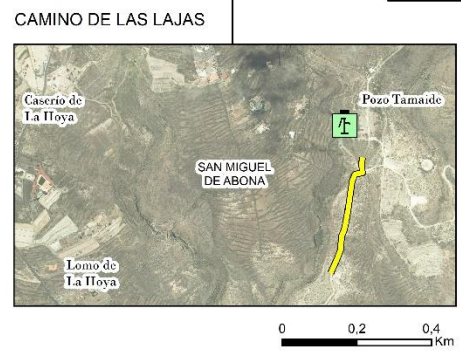 CAMINO DE LAS LAJAS
Caserío de
La Hoya
Pozo Tamaide
SAN MIGUEL
DE ABONA
Lomo de
La Hoya
0 0,2 0,4
Km